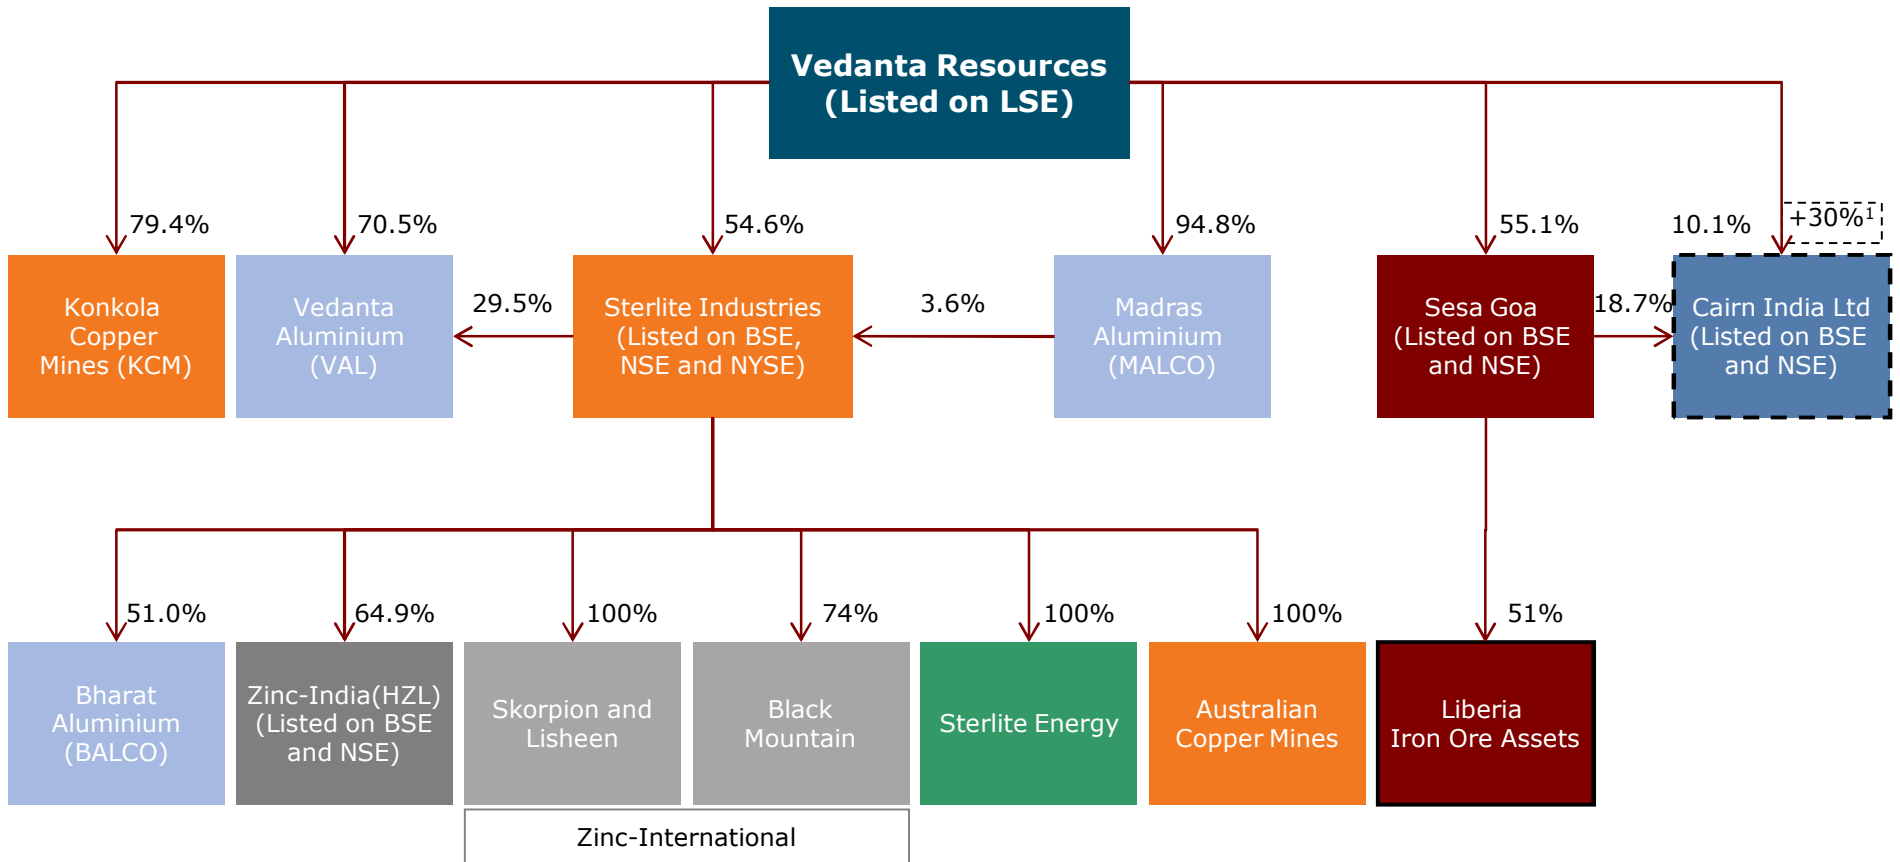 Vedanta Resources
(Listed on LSE)
79.4%
70.5%
54.6%
94.8%
55.1%
10.1%
+30%¹
Konkola
Copper
Mines (KCM)
Vedanta
Aluminium
(VAL)
29.5%
Sterlite Industries
(Listed on BSE,
NSE and NYSE)
3.6%
Madras
Aluminium
(MALCO)
Sesa Goa
(Listed on BSE
and NSE)
18.7%
Cairn India Ltd
(Listed on BSE
and NSE)
51.0%
64.9%
100%
74%
100%
100%
51%
Bharat
Aluminium
(BALCO)
Zinc-India(HZL)
(Listed on BSE
and NSE)
Skorpion and
Lisheen
Black
Mountain
Sterlite Energy
Australian
Copper Mines
Liberia
Iron Ore Assets
Zinc-International